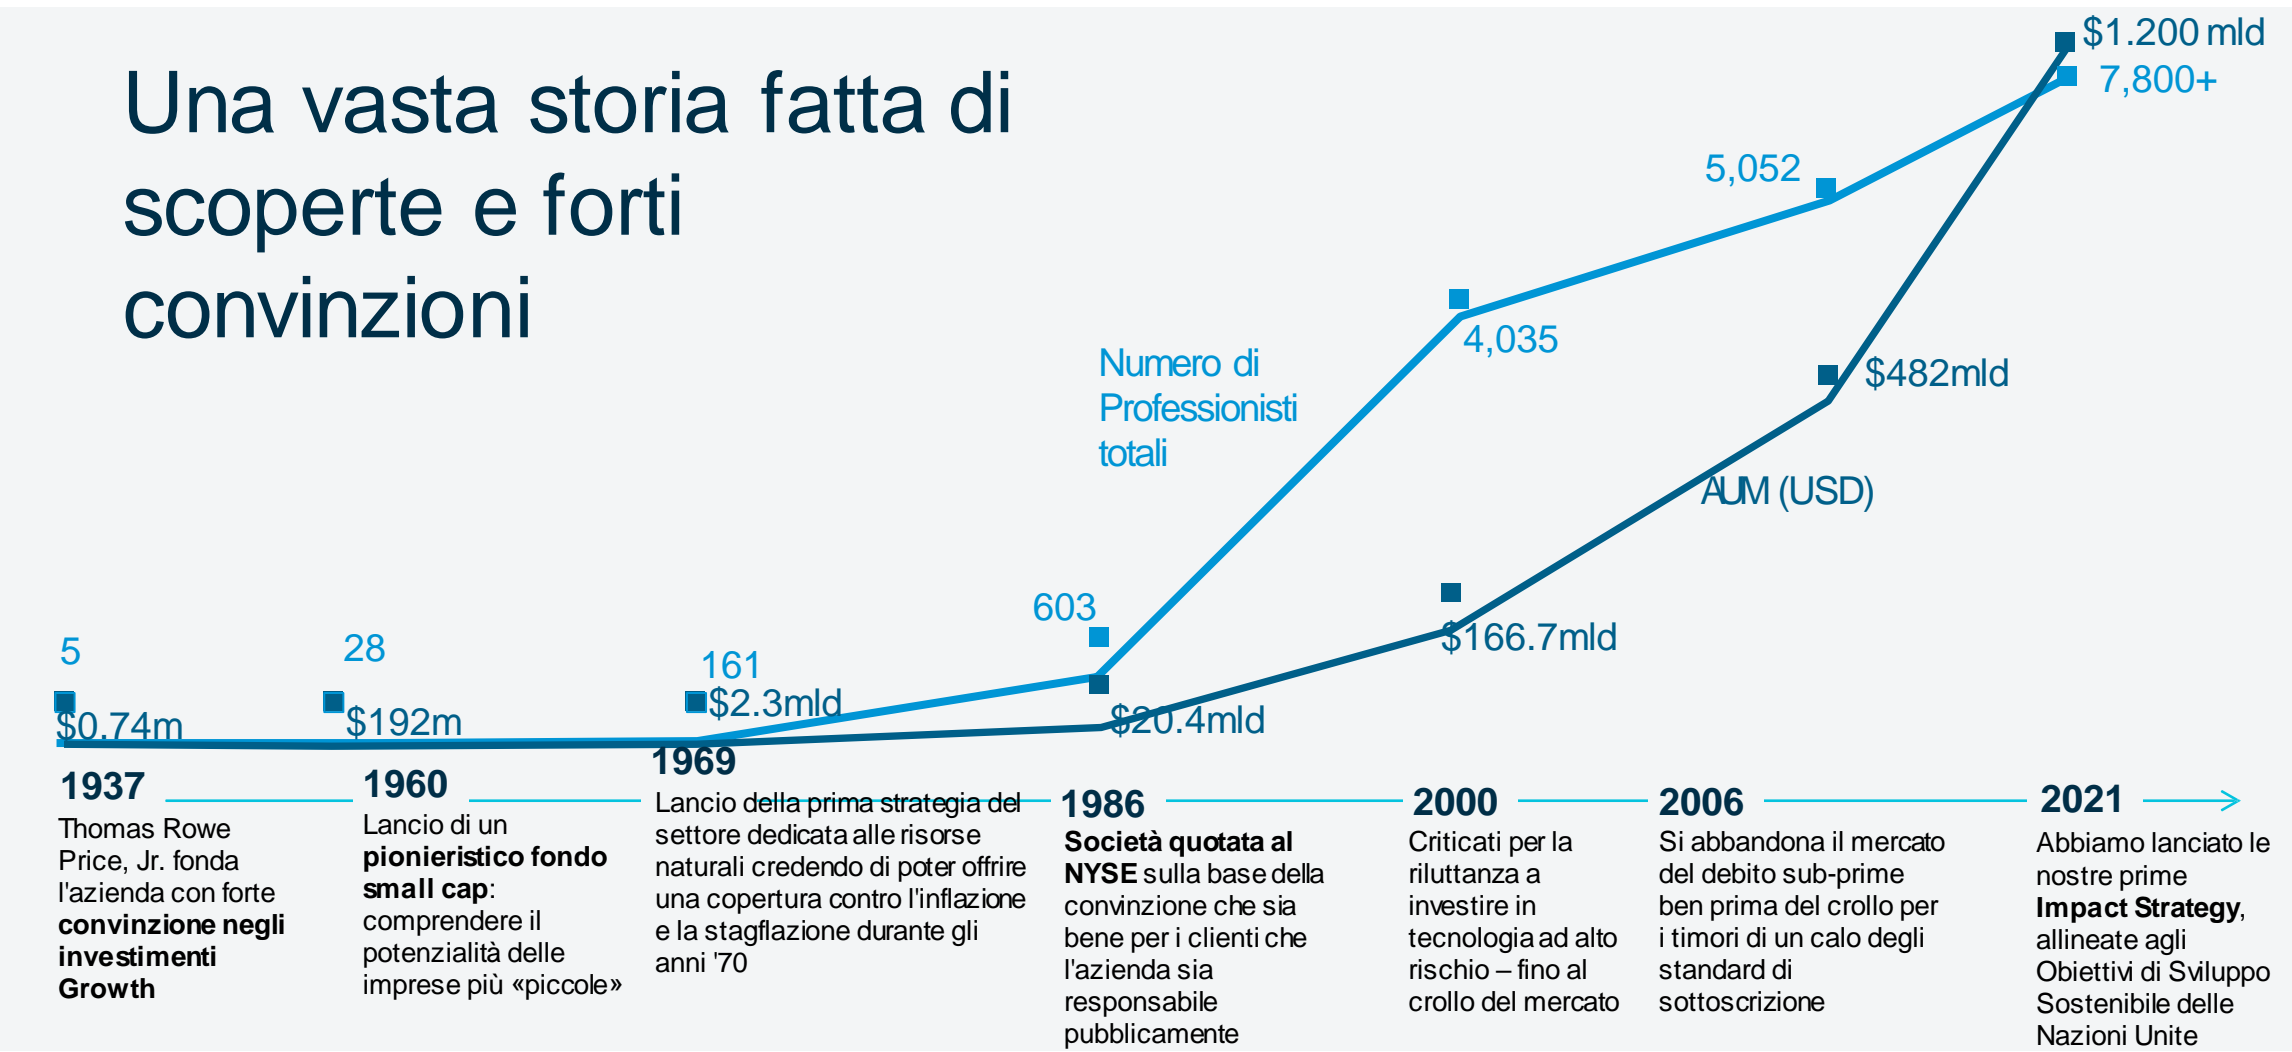 Una vasta storia fatta di
scoperte e forti
convinzioni
$1.200 mld
7,800+
5,052
4,035
Numero di
Professionisti
totali
$482mld
AUM (USD)
603
5
28
161
$166.7mld
$0.74m
$192m
$2.3mld
$20.4mld
1937
Thomas Rowe
Price, Jr. fonda
l'azienda con forte
convinzione negli
investimenti
Growth
1960
Lancio di un
pionieristico fondo
small cap:
comprendere il
potenzialità delle
imprese più «piccole»
1969
Lancio della prima strategia del
settore dedicata alle risorse
naturali credendo di poter offrire
una copertura contro l'inflazione
e la stagflazione durante gli
anni '70
1986
Società quotata al
NYSE sulla base della
convinzione che sia
bene per i clienti che
l'azienda sia
responsabile
pubblicamente
2000
Criticati per la
riluttanza a
investire in
tecnologia ad alto
rischio – fino al
crollo del mercato
2006
Si abbandona il mercato
del debito sub-prime
ben prima del crollo per
i timori di un calo degli
standard di
sottoscrizione
2021
Abbiamo lanciato le
nostre prime
Impact Strategy,
allineate agli
Obiettivi di Sviluppo
Sostenibile delle
Nazioni Unite